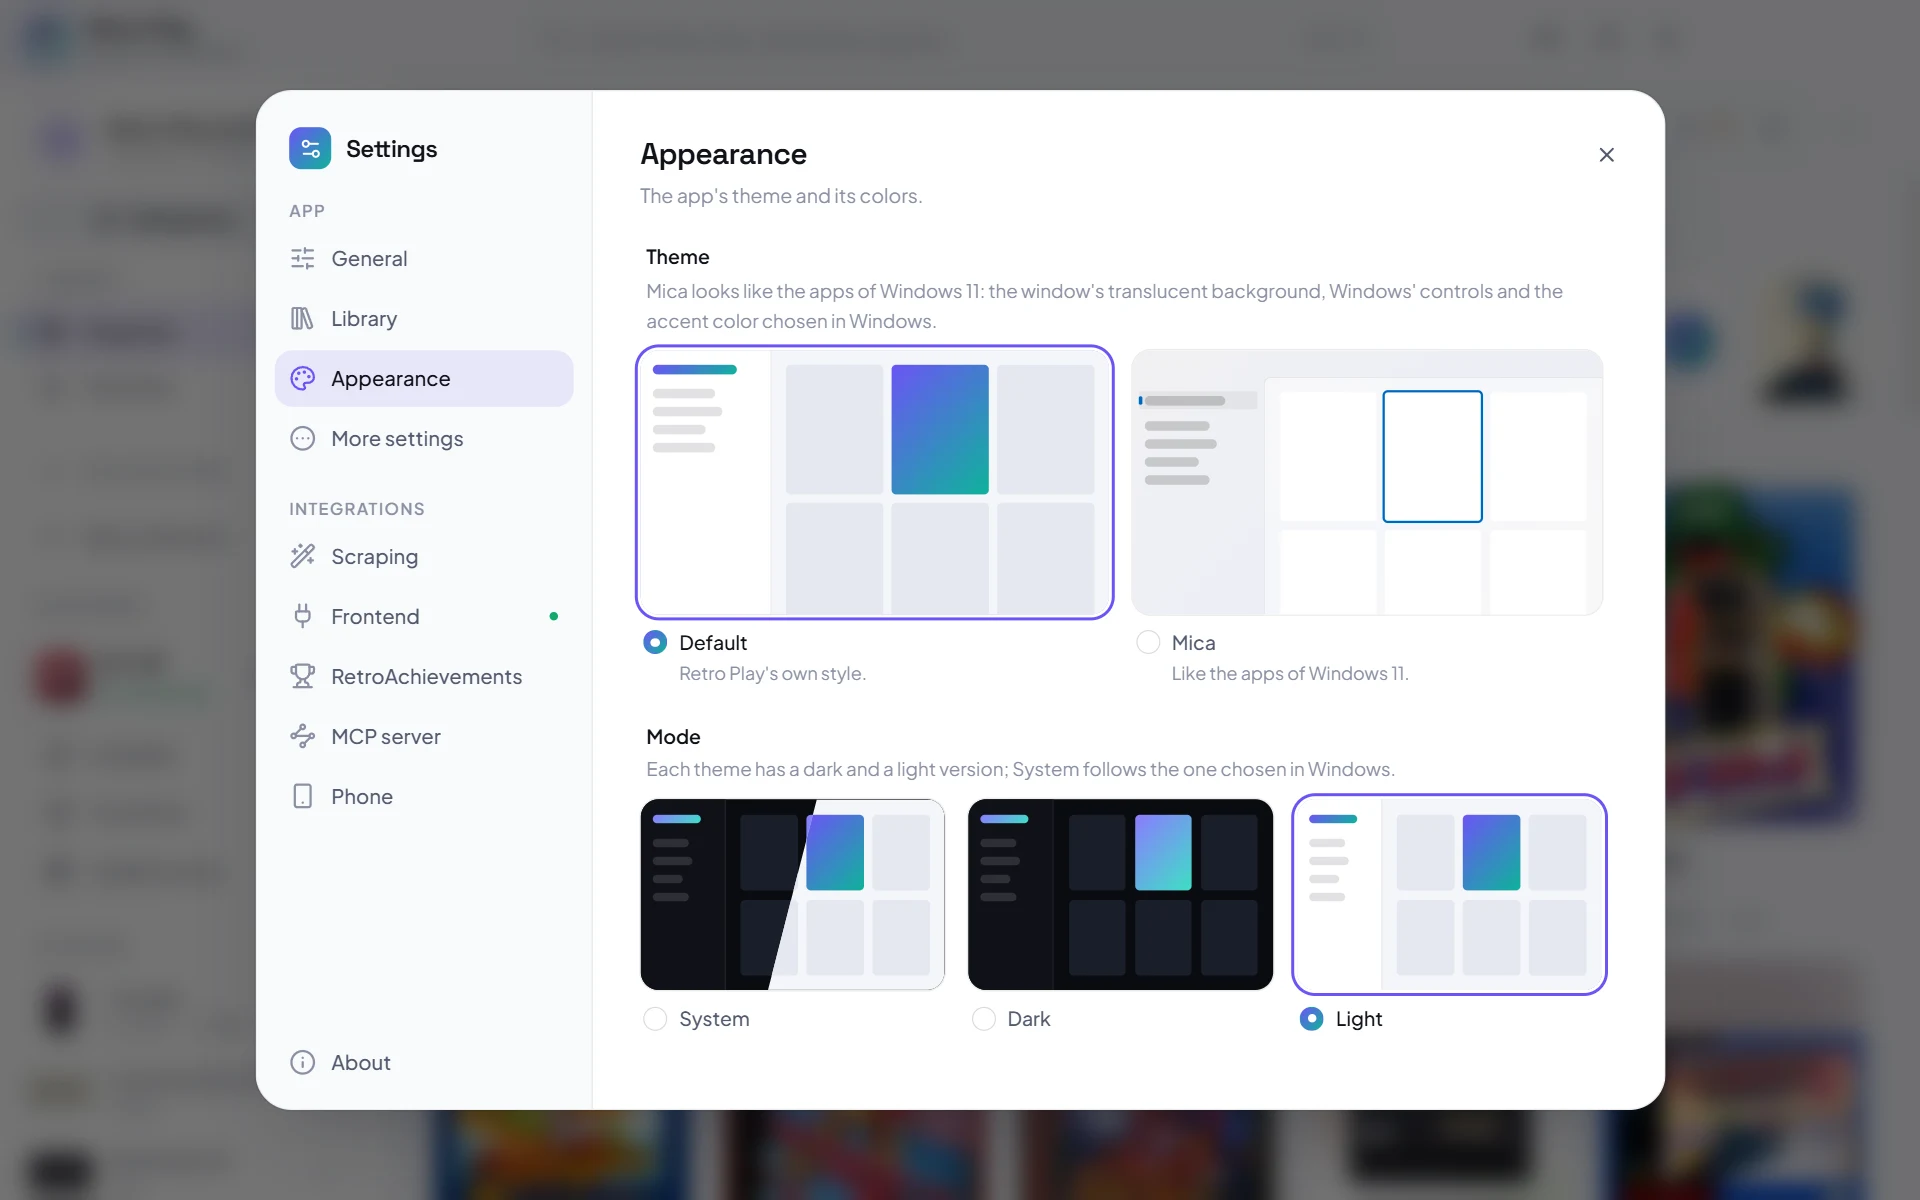 Settings
APP
General
Library
Appearance
More settings
INTEGRATIONS
Scraping
Frontend
RetroAchievements
MCP server
Phone
About
Appearance
The app's theme and its colors.
Theme
Mica looks like the apps of Windows 11: the window's translucent background, Windows' controls and the
accent color chosen in Windows.
Default
Retro Play's own style.
Mica
Like the apps of Windows 11.
Mode
Each theme has a dark and a light version; System follows the one chosen in Windows.
System
Dark
Light